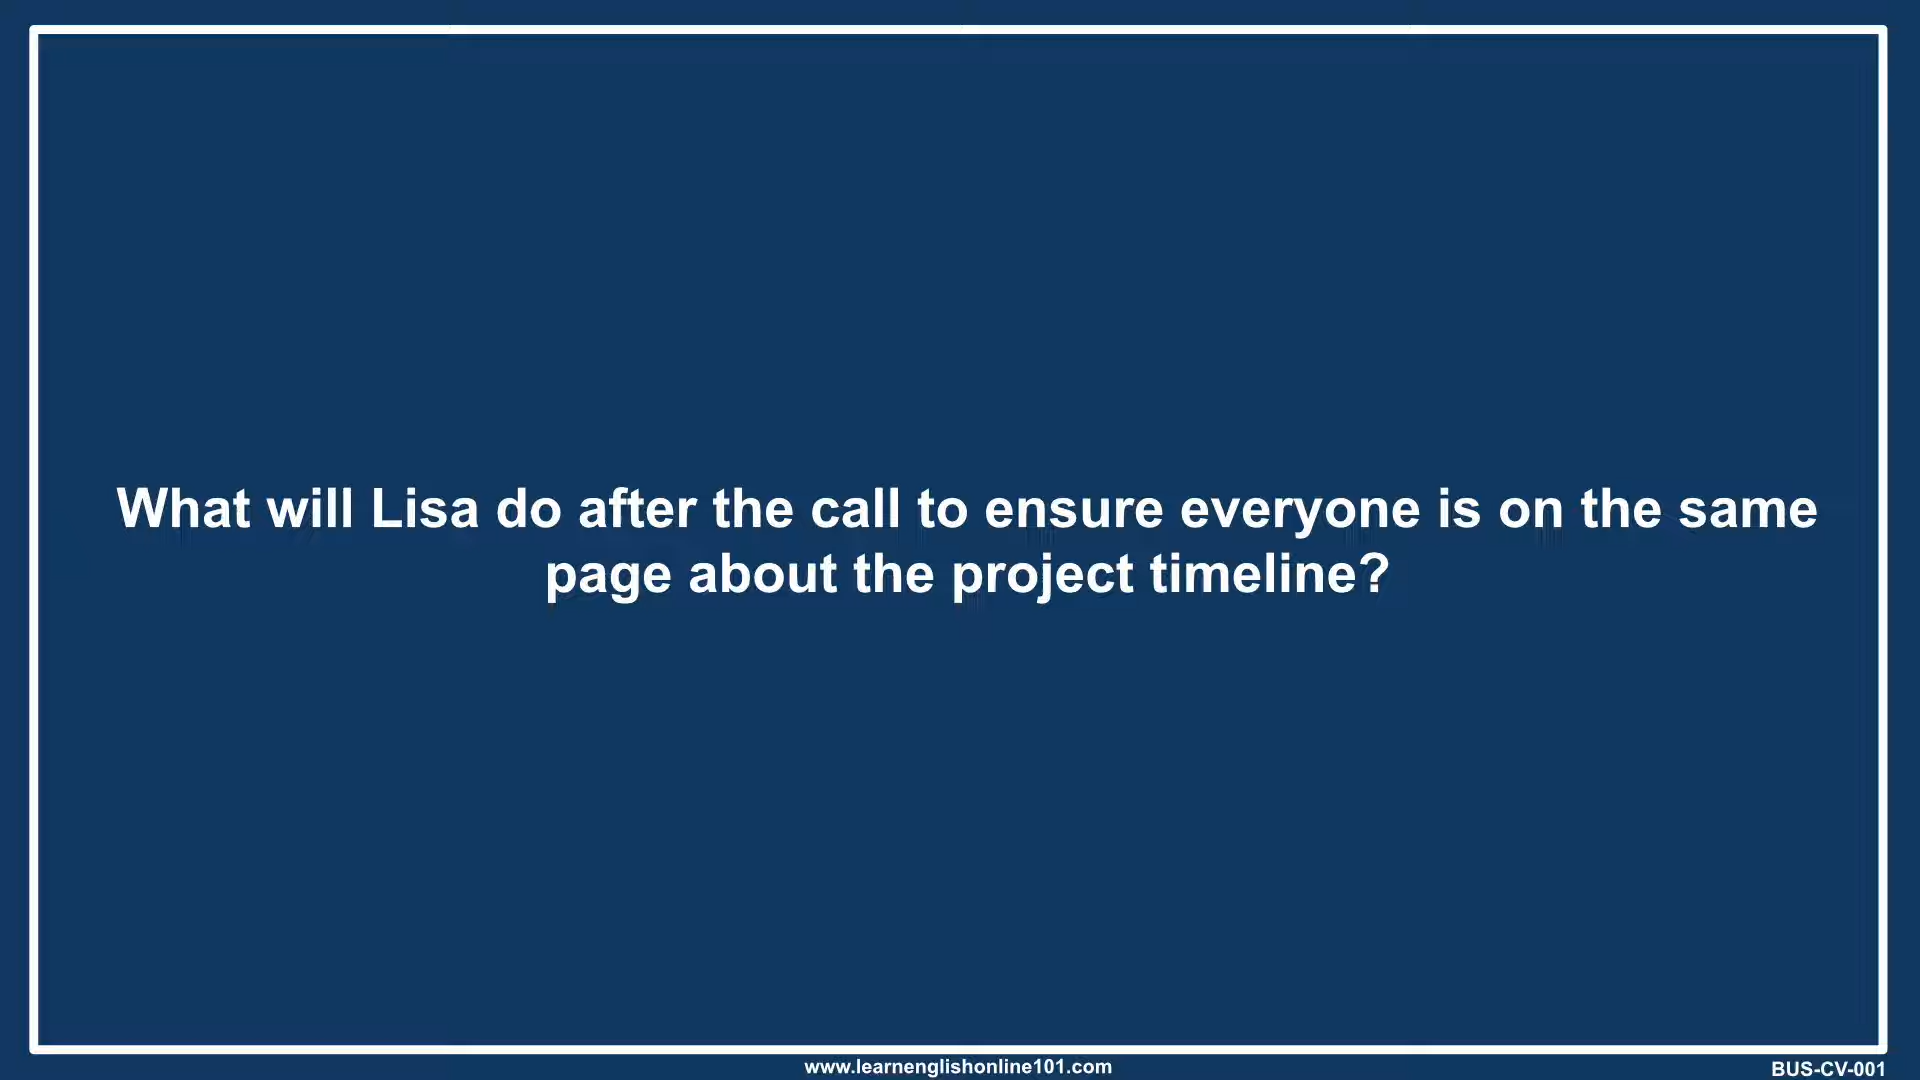 What will Lisa do after the call to ensure everyone is on the same
page about the project timeline?
www.learnenglishonline101.com
BUS-CV-001